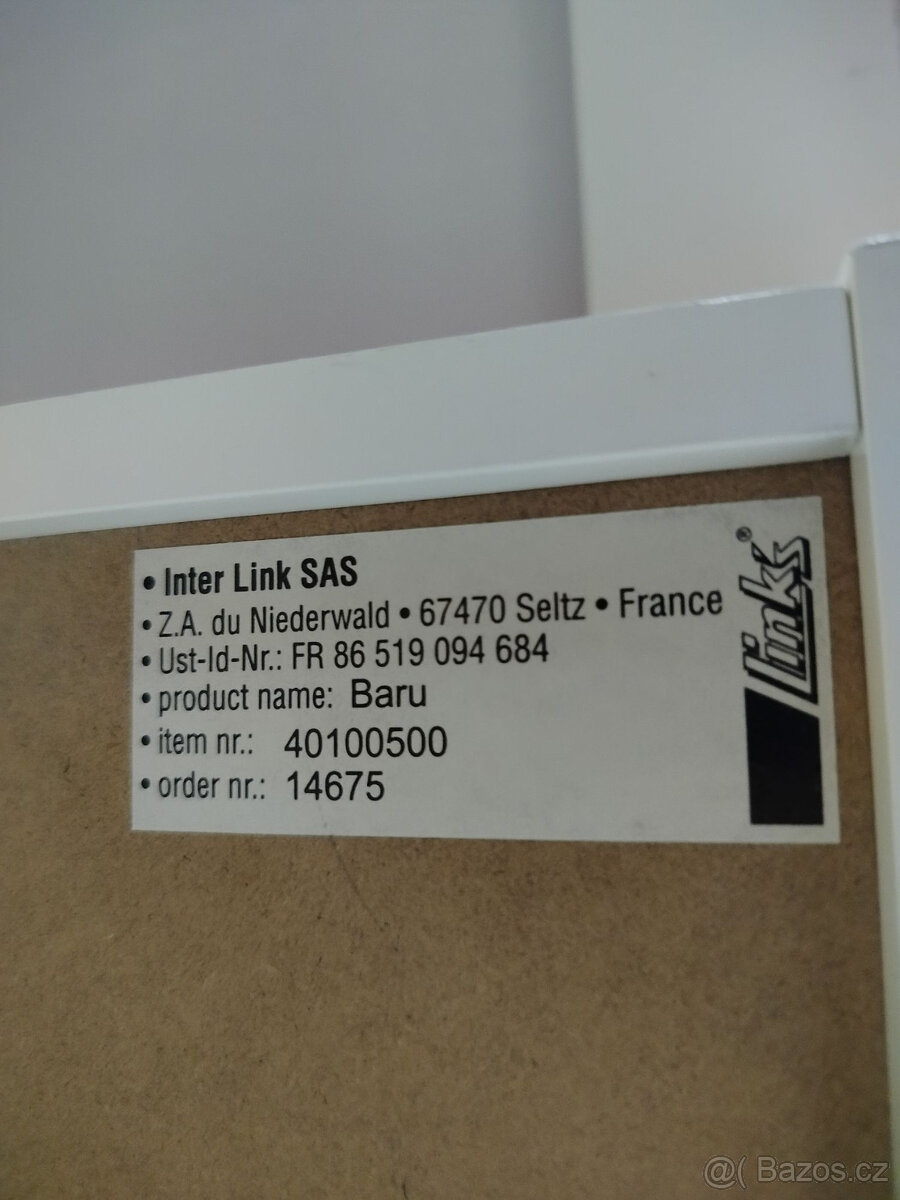 • Inter Link SAS
• Z.A. du Niederwald • 67470 Seltz • France
• Ust-Id-Nr.: FR 86 519 094 684
• product name: Baru
• item nr.: 40100500
• order nr.: 14675
link's®
@( Bazos.cz